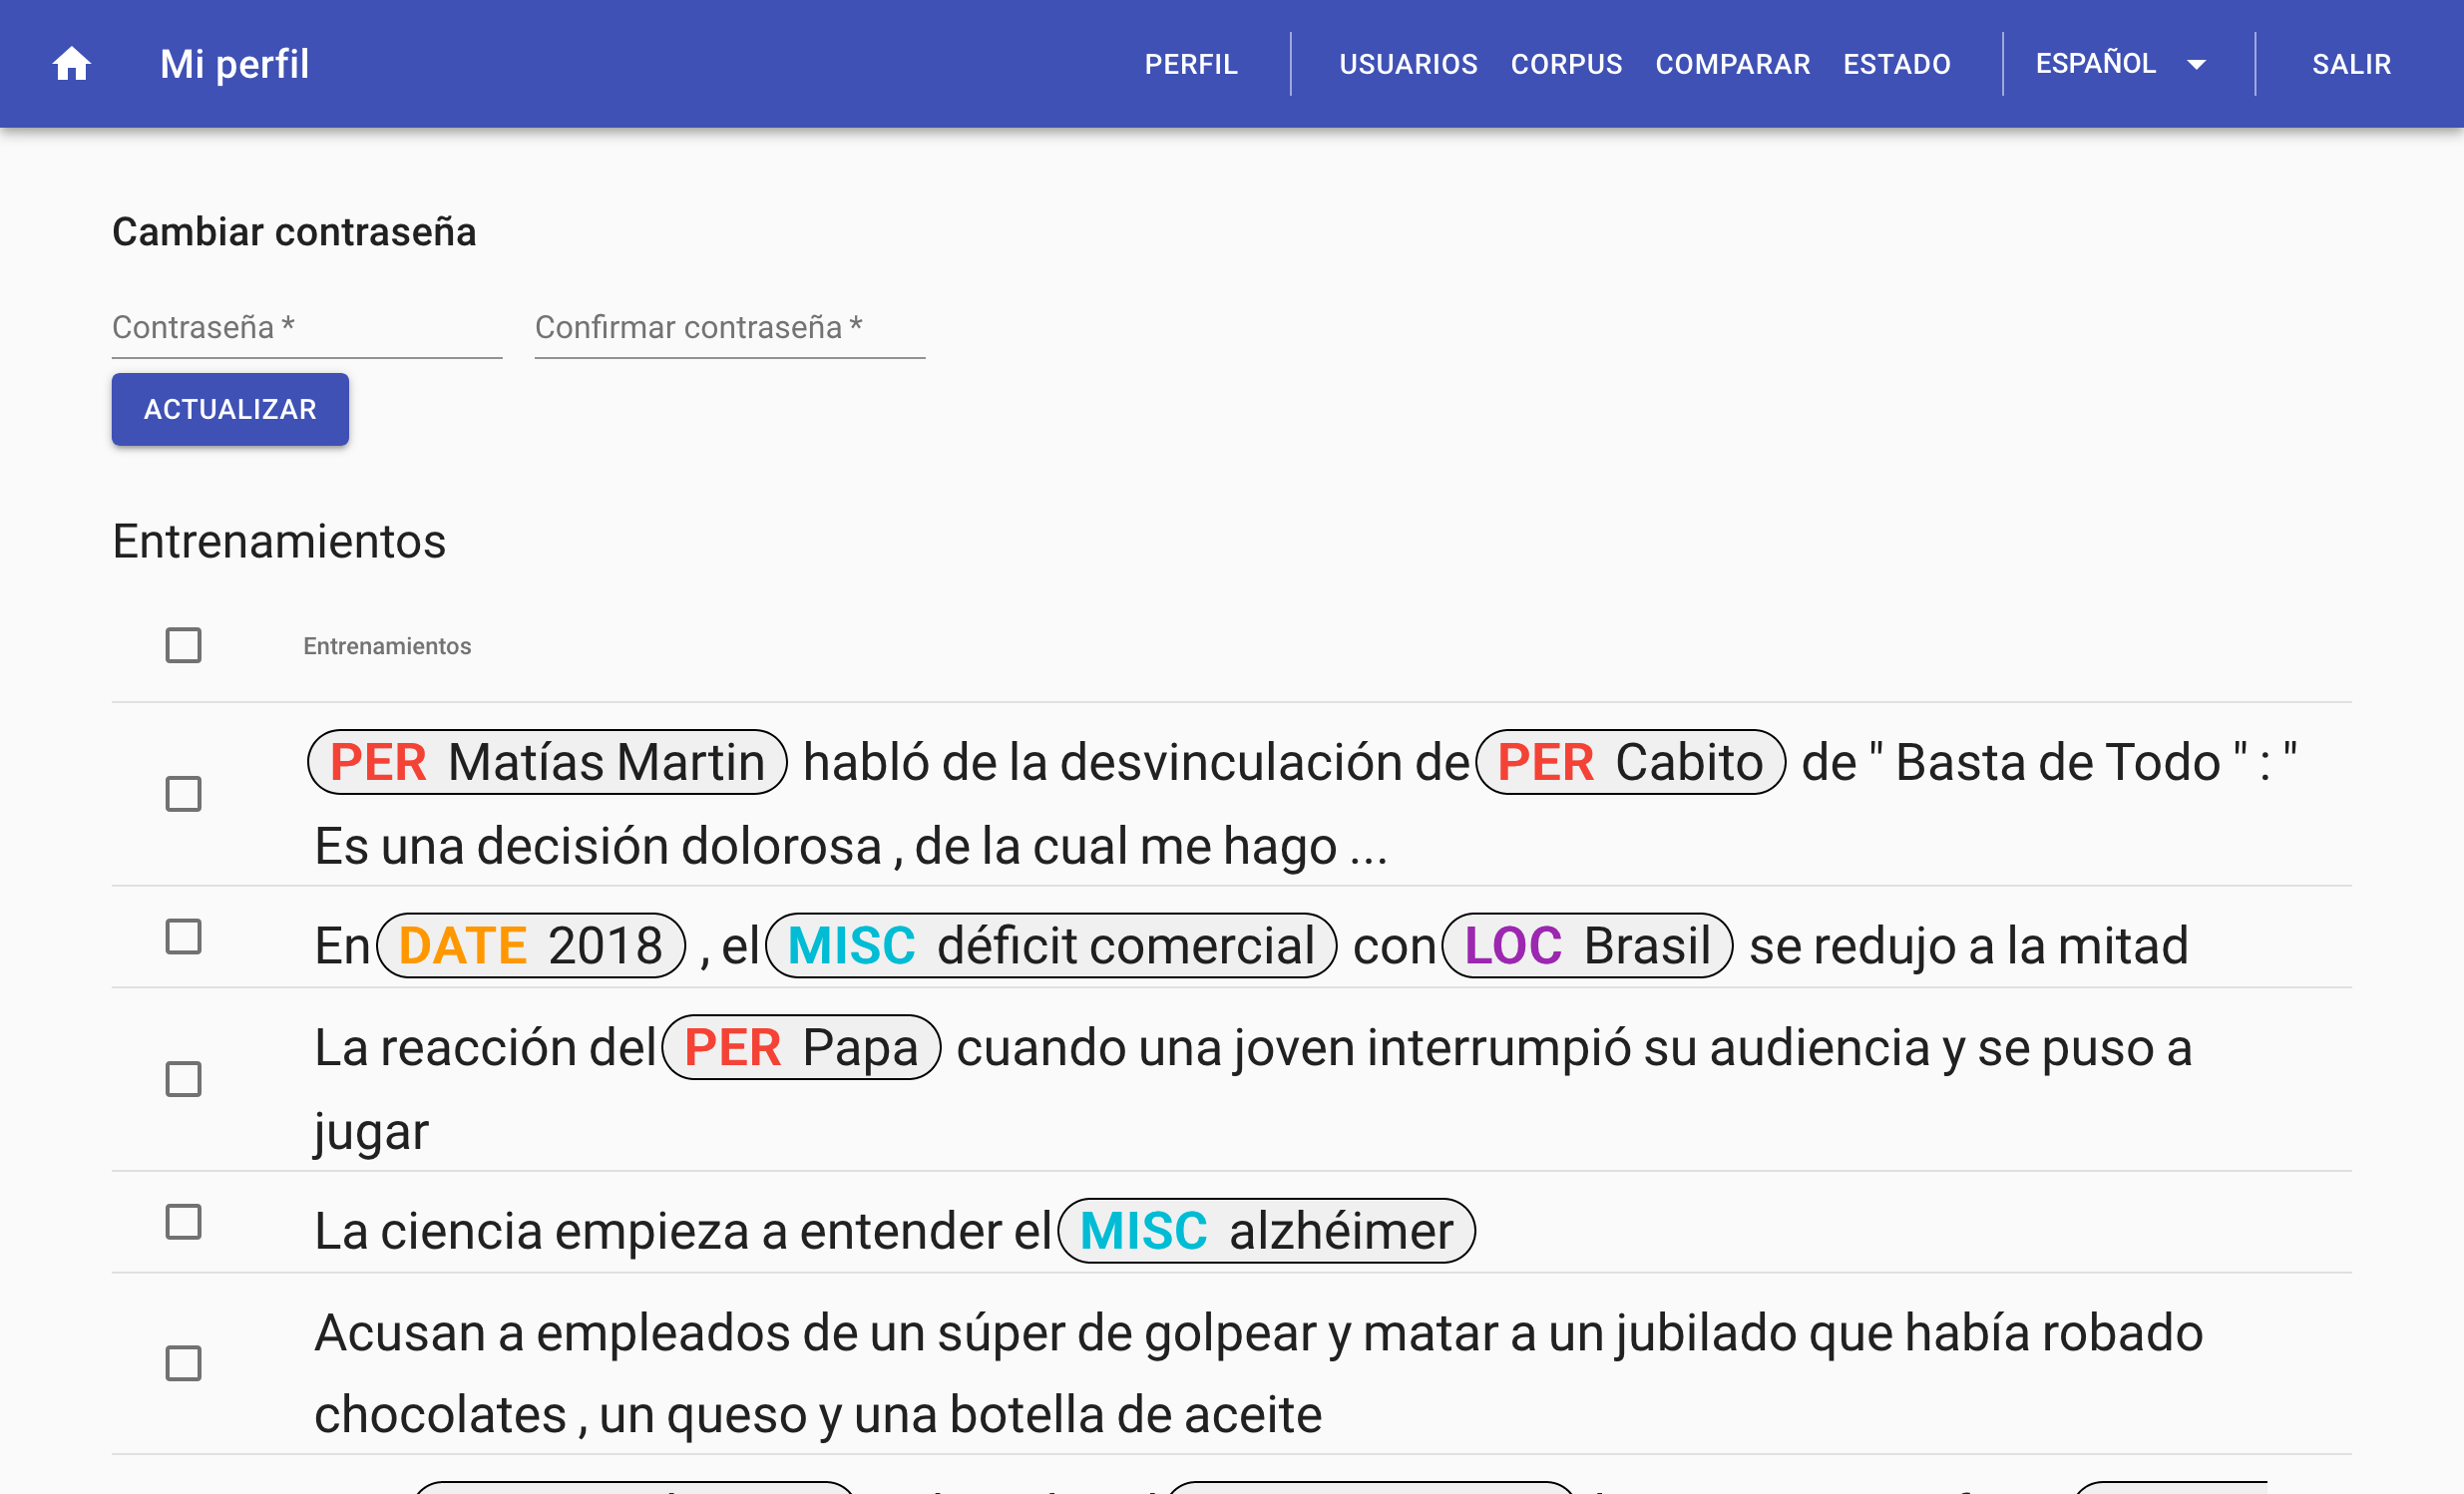 Mi perfil PERFIL USUARIOS CORPUS COMPARAR ESTADO ESPAÑOL SALIR
Cambiar contraseña
Contraseña * Confirmar contraseña *
ACTUALIZAR
Entrenamientos
Entrenamientos
PER Matías Martin habló de la desvinculación de PER Cabito de " Basta de Todo " : "
Es una decisión dolorosa , de la cual me hago ...
En DATE 2018 , el MISC déficit comercial con LOC Brasil se redujo a la mitad
La reacción del PER Papa cuando una joven interrumpió su audiencia y se puso a
jugar
La ciencia empieza a entender el MISC alzhéimer
Acusan a empleados de un súper de golpear y matar a un jubilado que había robado
chocolates , un queso y una botella de aceite